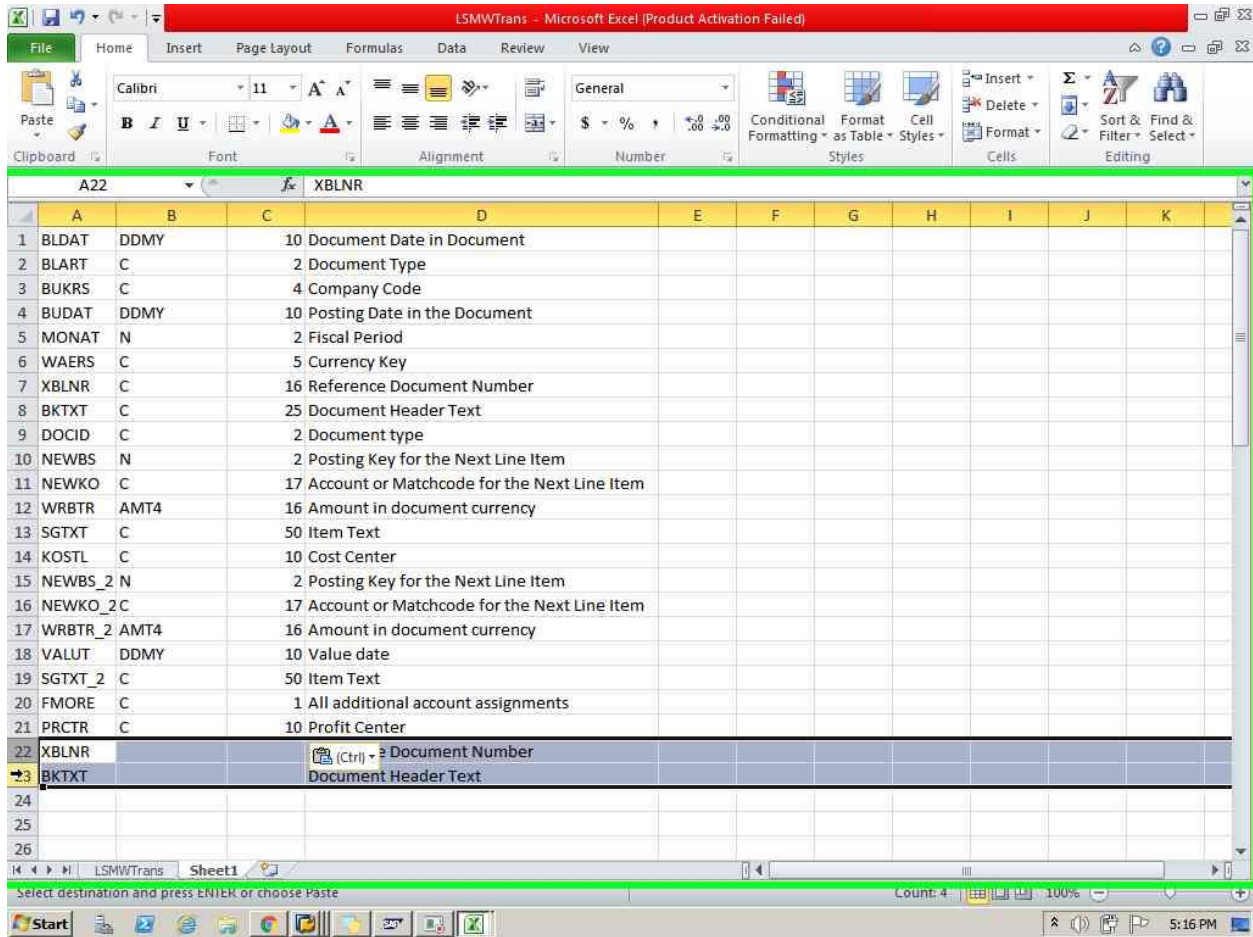 LSMWTrans - Microsoft Excel (Product Activation Failed)
File Home Insert Page Layout Formulas Data Review View
Paste
Calibri 11 A A
B I U A
General
$ % ,
Conditional Formatting
Format as Table
Cell Styles
Insert
Delete
Format
Σ
Sort & Filter
Find & Select
Clipboard Font Alignment Number Styles Cells Editing
A22 fx XBLNR
A B C D E F G H I J K
1 BLDAT DDMY 10 Document Date in Document
2 BLART C 2 Document Type
3 BUKRS C 4 Company Code
4 BUDAT DDMY 10 Posting Date in the Document
5 MONAT N 2 Fiscal Period
6 WAERS C 5 Currency Key
7 XBLNR C 16 Reference Document Number
8 BKTXT C 25 Document Header Text
9 DOCID C 2 Document type
10 NEWBS N 2 Posting Key for the Next Line Item
11 NEWKO C 17 Account or Matchcode for the Next Line Item
12 WRBTR AMT4 16 Amount in document currency
13 SGTXT C 50 Item Text
14 KOSTL C 10 Cost Center
15 NEWBS_2 N 2 Posting Key for the Next Line Item
16 NEWKO_2 C 17 Account or Matchcode for the Next Line Item
17 WRBTR_2 AMT4 16 Amount in document currency
18 VALUT DDMY 10 Value date
19 SGTXT_2 C 50 Item Text
20 FMORE C 1 All additional account assignments
21 PRCTR C 10 Profit Center
22 XBLNR (Ctrl) e Document Number
23 BKTXT Document Header Text
24
25
26
LSMWTrans Sheet1
Select destination and press ENTER or choose Paste Count: 4 100%
Start 5:16 PM